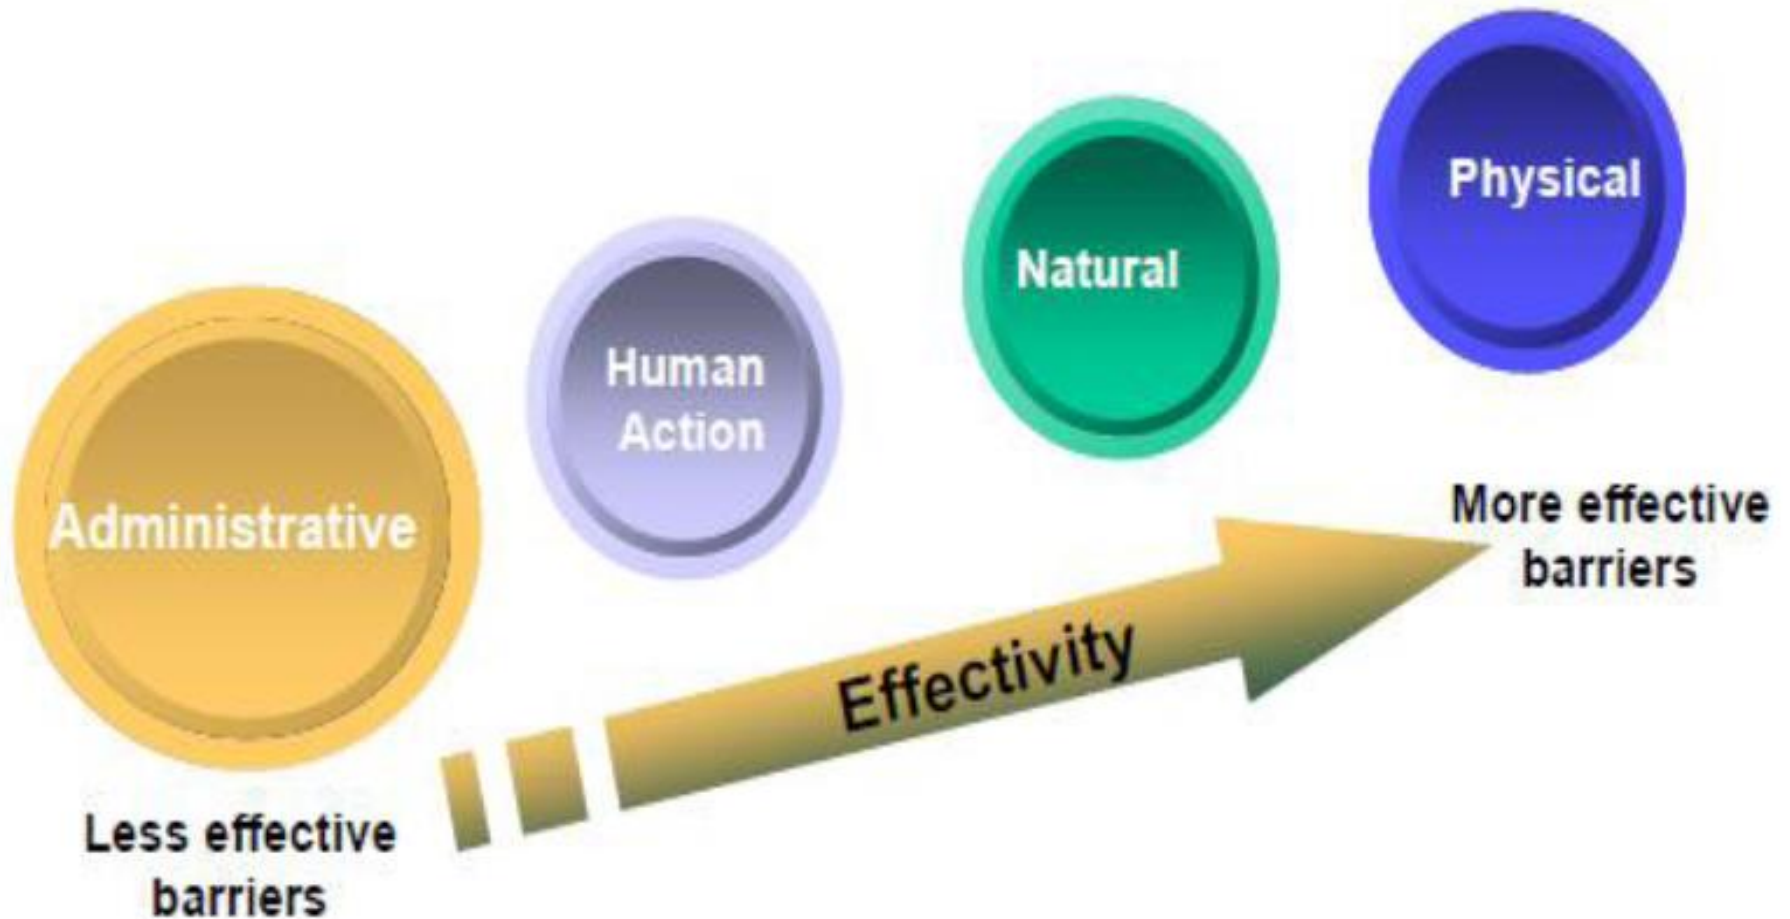 Administrative
Human
Action
Natural
Physical
Effectivity
More effective
barriers
Less effective
barriers